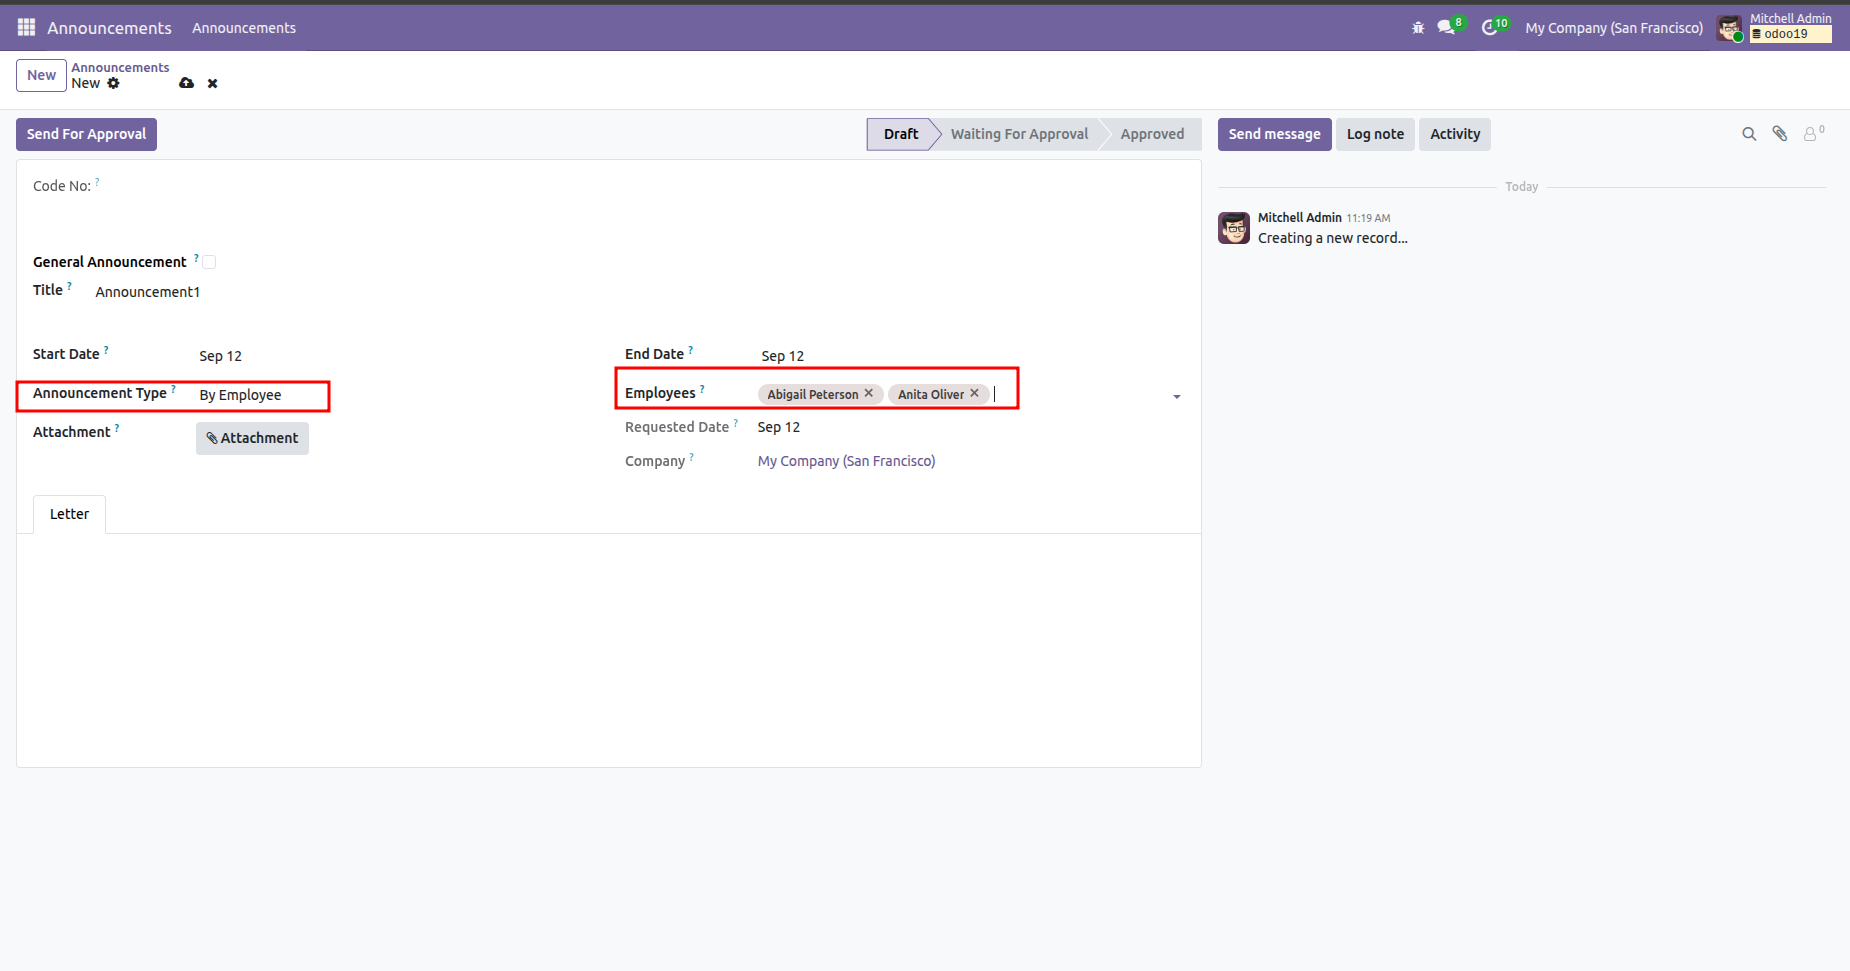 Announcements Announcements 8 10 My Company (San Francisco) Mitchell Admin
odoo19
New Announcements
New
Send For Approval Draft Waiting For Approval Approved Send message Log note Activity 0
Code No: ?
Today
Mitchell Admin 11:19 AM
Creating a new record...
General Announcement ?
Title ? Announcement1
Start Date ? Sep 12 End Date ? Sep 12
Announcement Type ? By Employee Employees ? Abigail Peterson Anita Oliver
Attachment ? Attachment Requested Date ? Sep 12
Company ? My Company (San Francisco)
Letter